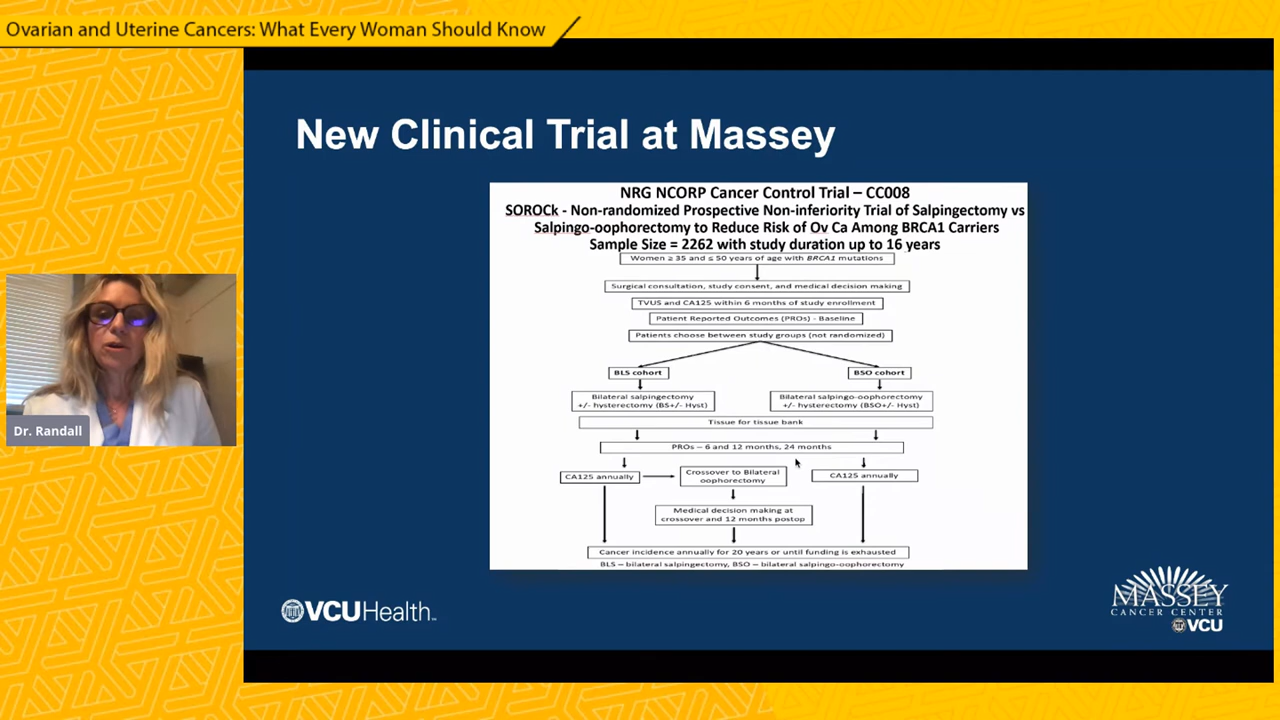 Ovarian and Uterine Cancers: What Every Woman Should Know
New Clinical Trial at Massey
NRG NCORP Cancer Control Trial – CC008
SOROCk - Non-randomized Prospective Non-inferiority Trial of Salpingectomy vs
Salpingo-oophorectomy to Reduce Risk of Ov Ca Among BRCA1 Carriers
Sample Size = 2262 with study duration up to 16 years
Women ≥ 35 and ≤ 50 years of age with BRCA1 mutations
Surgical consultation, study consent, and medical decision making
TVUS and CA125 within 6 months of study enrollment
Patient Reported Outcomes (PROs) - Baseline
Patients choose between study groups (not randomized)
BLS cohort
BSO cohort
Bilateral salpingectomy
+/- hysterectomy (BS+/- Hyst)
Bilateral salpingo-oophorectomy
+/- hysterectomy (BSO+/- Hyst)
Tissue for tissue bank
PROs – 6 and 12 months, 24 months
CA125 annually
Crossover to Bilateral
oophorectomy
CA125 annually
Medical decision making at
crossover and 12 months postop
Cancer incidence annually for 20 years or until funding is exhausted
BLS – bilateral salpingectomy, BSO – bilateral salpingo-oophorectomy
Dr. Randall
VCUHealth™
MASSEY
CANCER CENTER
VCU